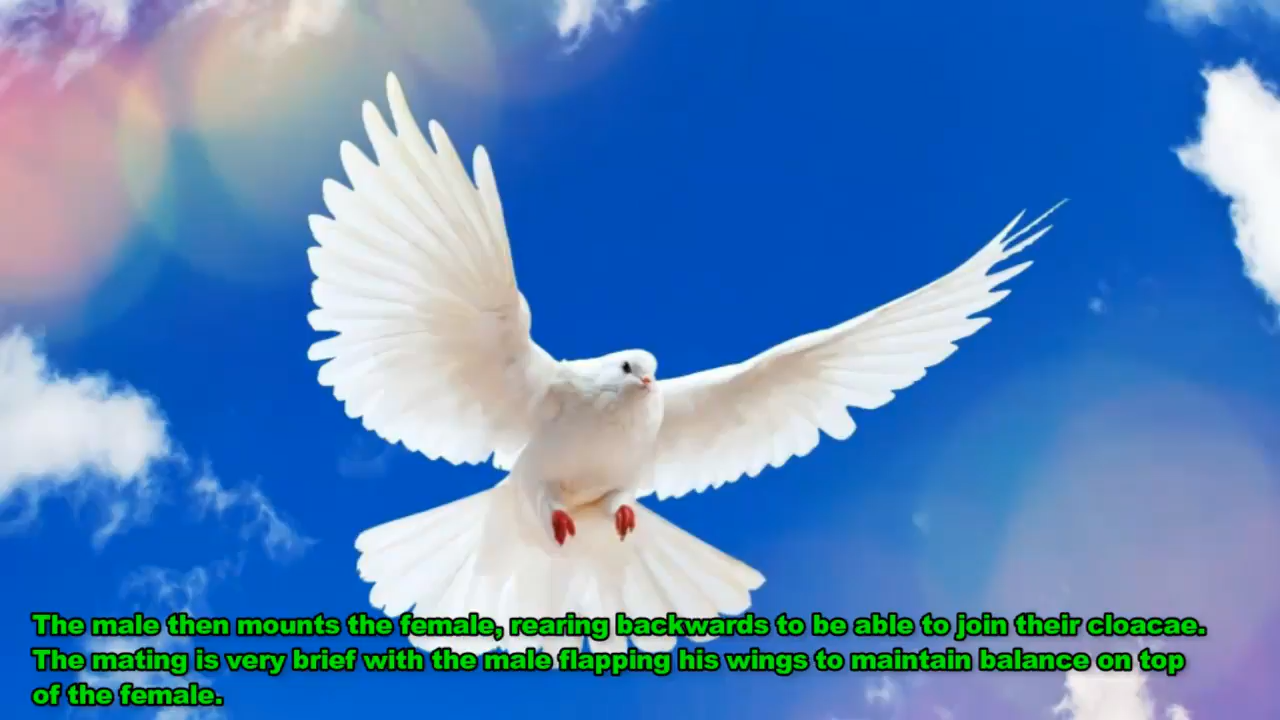 The male then mounts the female, rearing backwards to be able to join their cloacae.
The mating is very brief with the male flapping his wings to maintain balance on top
of the female.